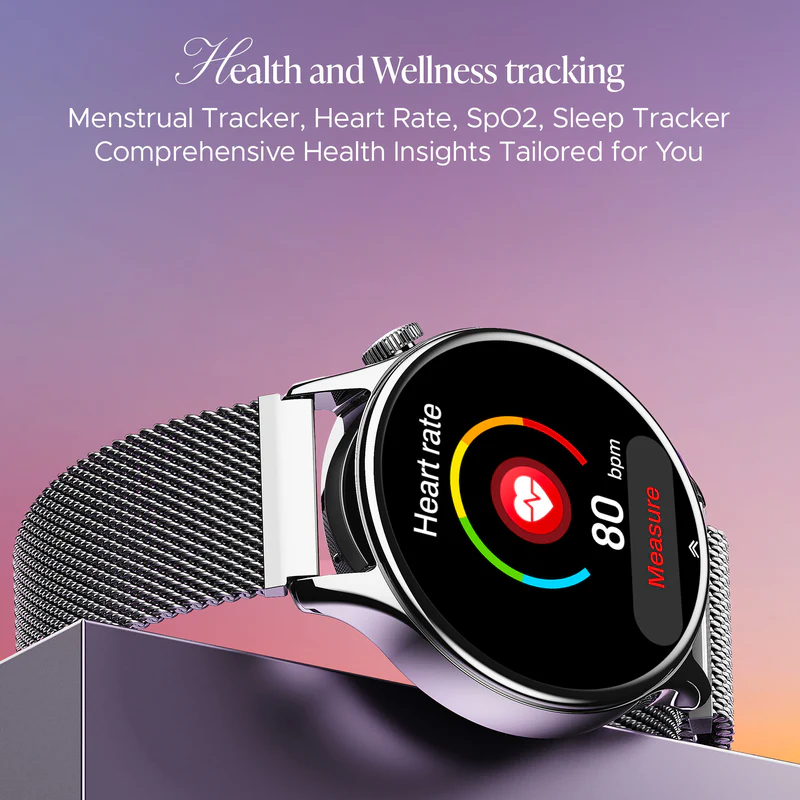 Health and Wellness tracking
Menstrual Tracker, Heart Rate, SpO2, Sleep Tracker
Comprehensive Health Insights Tailored for You
Heart rate
80 bpm
Measure